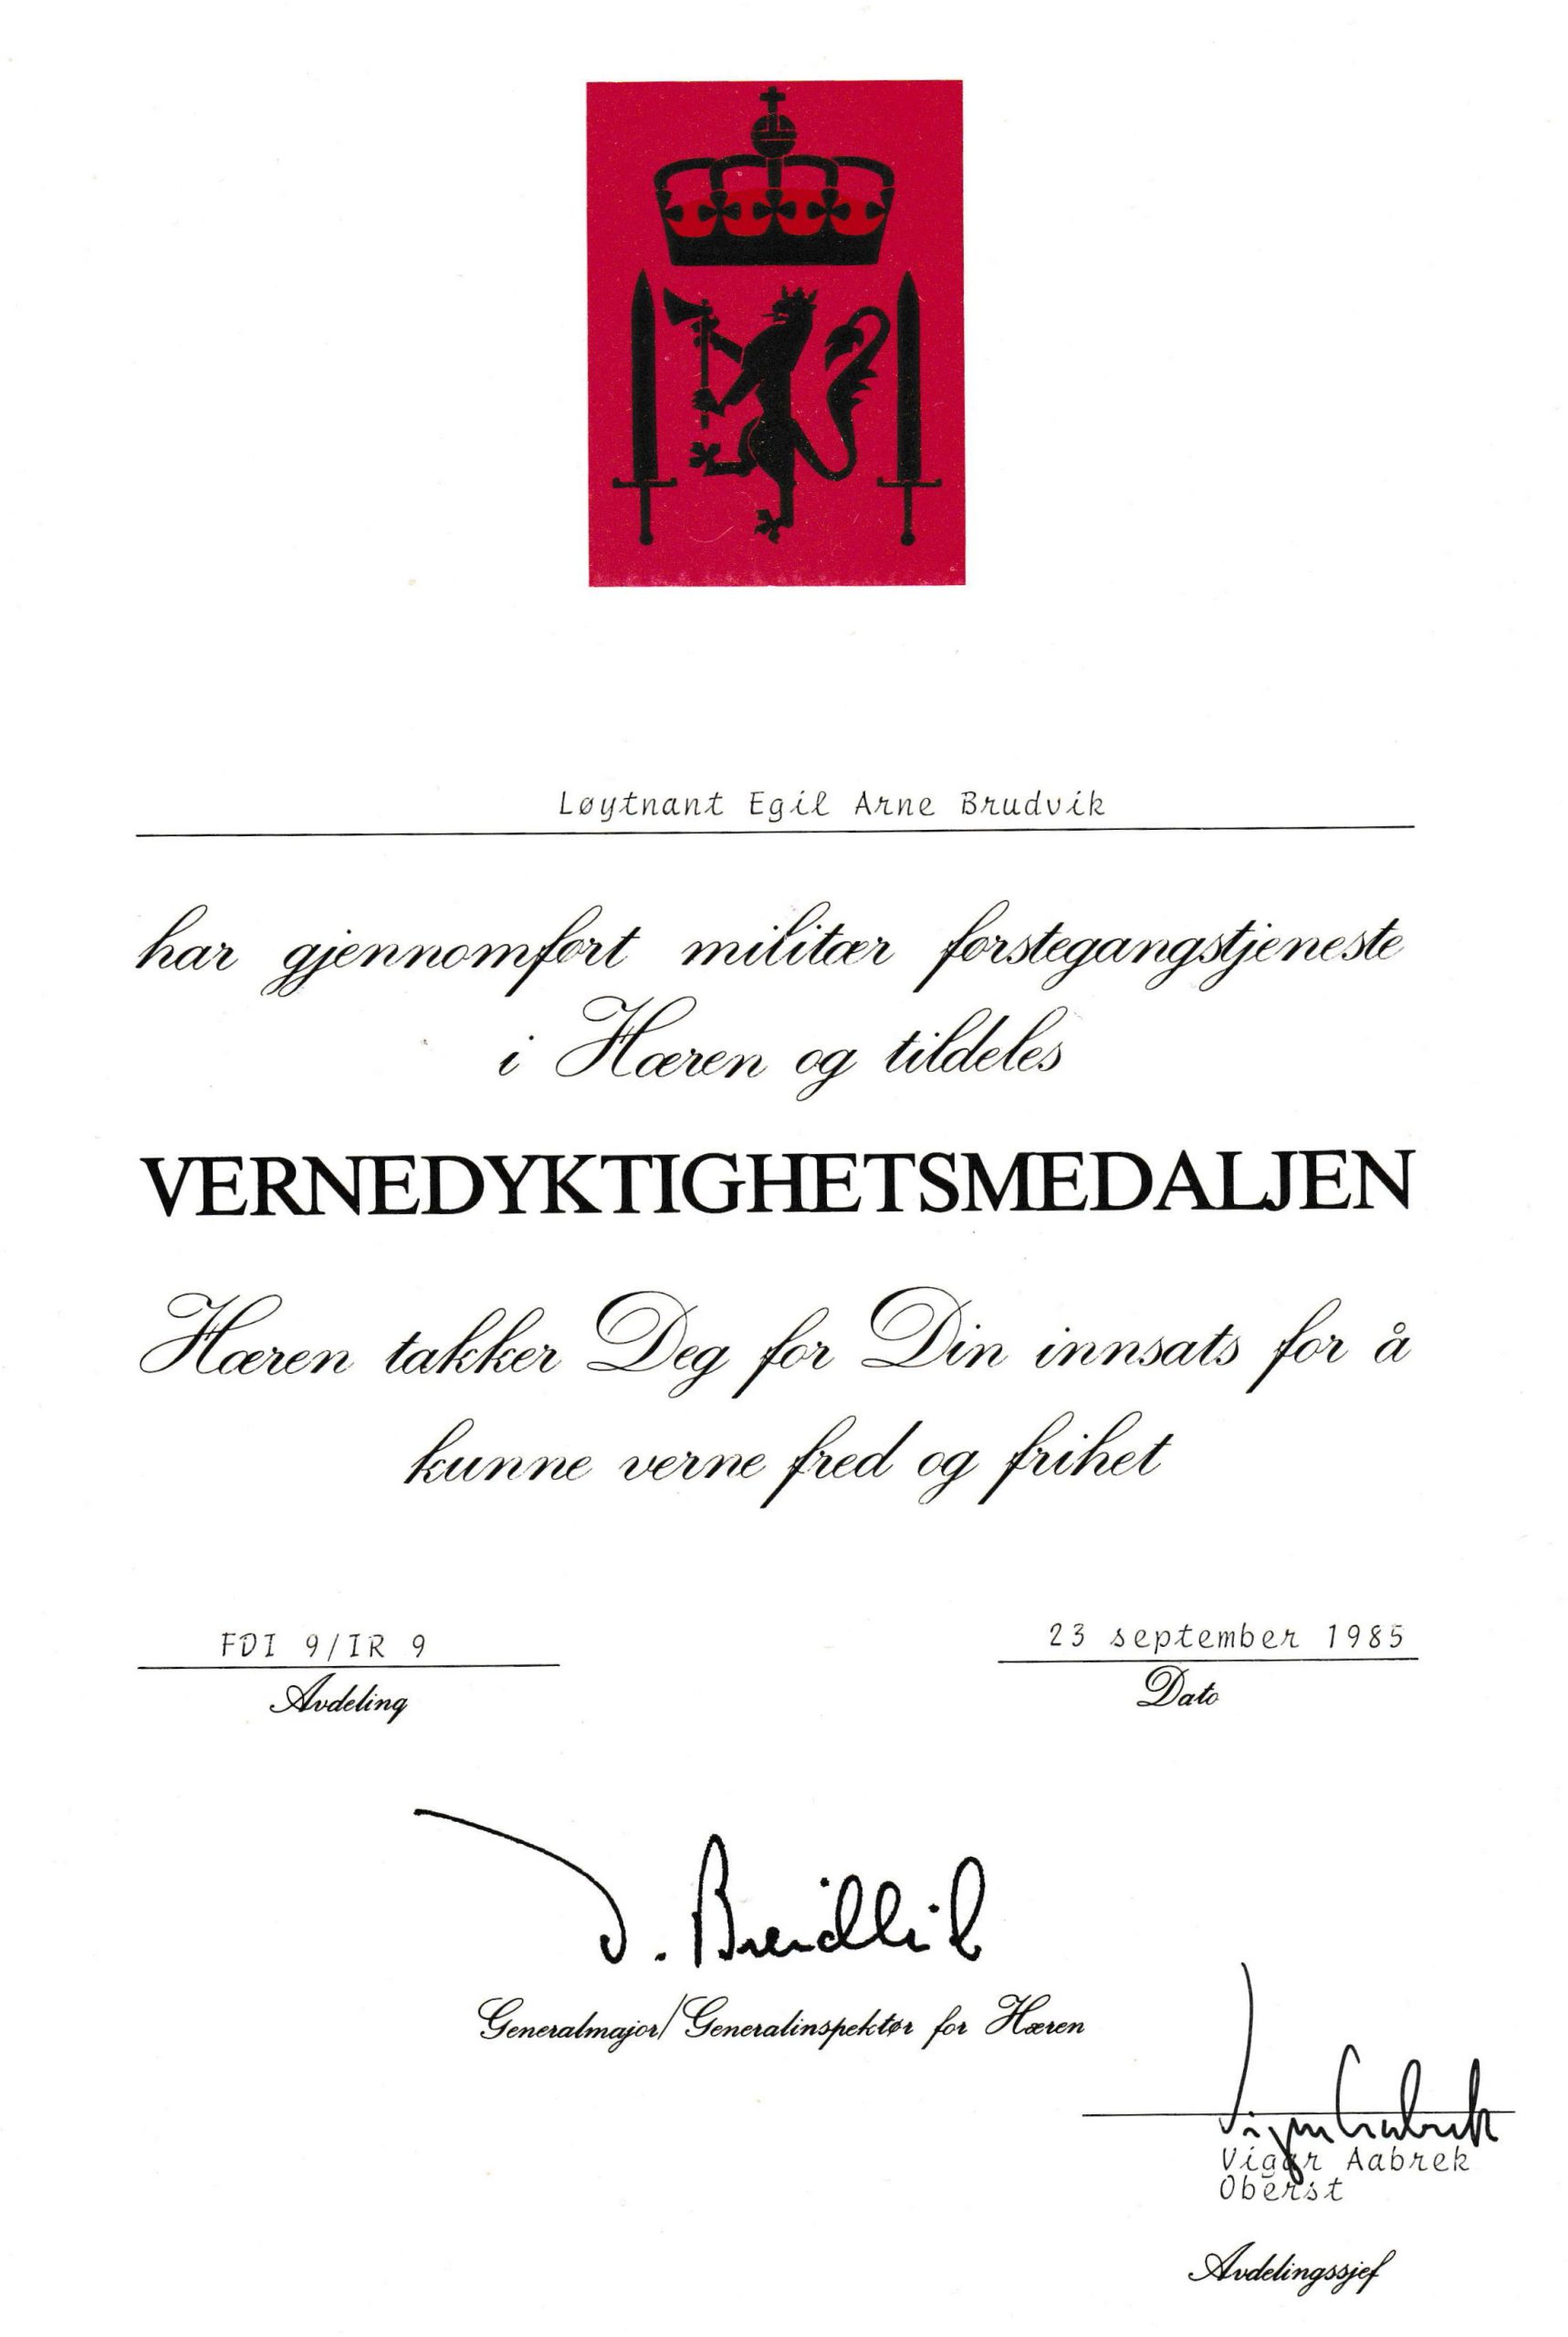 Løytnant Egil Arne Brudvik
har gjennomført militær førstegangstjeneste
i Hæren og tildeles
VERNEDYKTIGHETSMEDALJEN
Hæren takker Deg for Din innsats for å
kunne verne fred og frihet
FDI 9/IR 9
23 september 1985
Avdeling
Dato
Generalmajor/Generalinspektør for Hæren
Vigar Aabrek
Oberst
Avdelingssjef